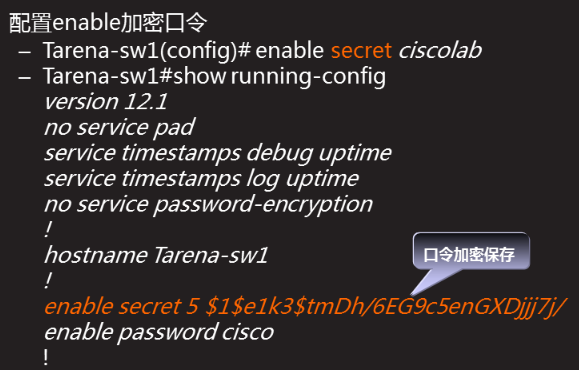 配置enable加密口令
– Tarena-sw1(config)# enable secret ciscolab
– Tarena-sw1#show running-config
version 12.1
no service pad
service timestamps debug uptime
service timestamps log uptime
no service password-encryption
!
hostname Tarena-sw1
!
口令加密保存
enable secret 5 $1$e1k3$tmDh/6EG9c5enGXDjjj7j/
enable password cisco
!